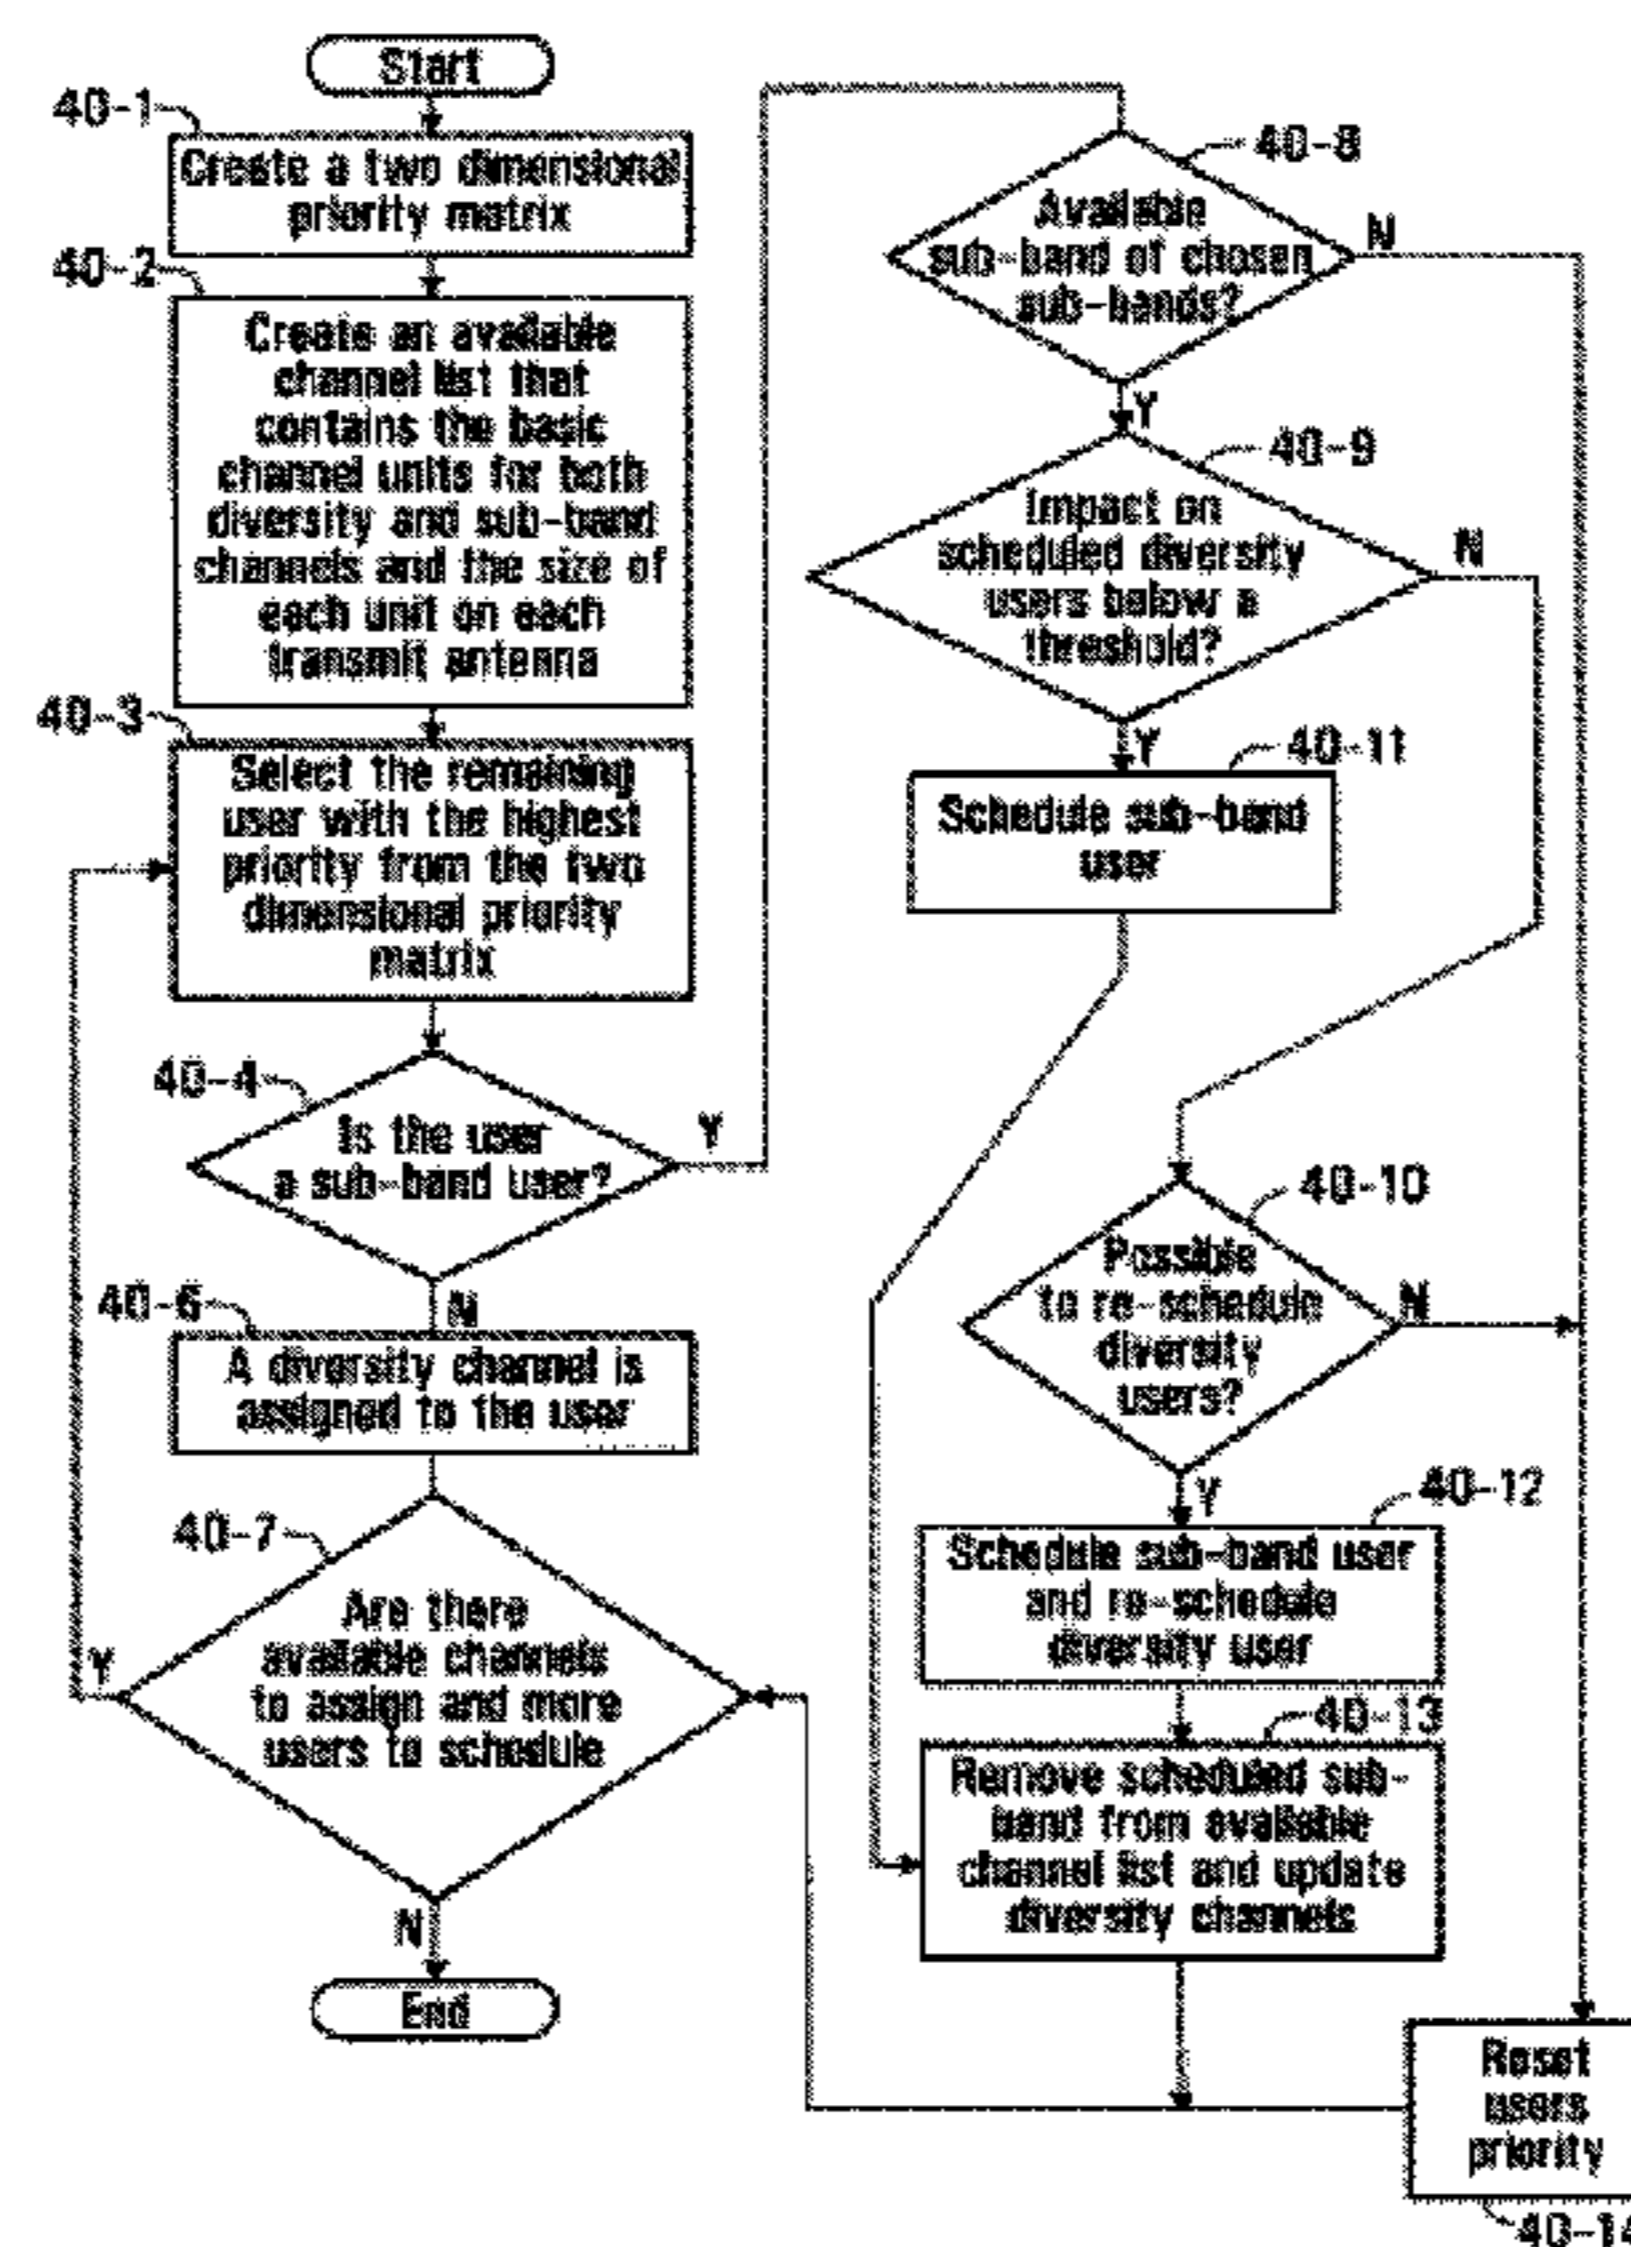 Start
40-1
Create a two dimensional
priority matrix
40-2
Create an available
channel list that
contains the basic
channel units for both
diversity and sub-band
channels and the size of
each unit on each
transmit antenna
40-3
Select the remaining
user with the highest
priority from the two
dimensional priority
matrix
40-4
Is the user
a sub-band user?
Y
N
40-6
A diversity channel is
assigned to the user
40-7
Are there
available channels
to assign and more
users to schedule
Y
N
End
40-8
Available
sub-band of chosen
sub-bands?
N
Y
40-9
Impact on
scheduled diversity
users below a
threshold?
N
Y
40-11
Schedule sub-band
user
40-10
Possible
to re-schedule
diversity
users?
N
Y
40-12
Schedule sub-band user
and re-schedule
diversity user
40-13
Remove scheduled sub-
band from available
channel list and update
diversity channels
Reset
users
priority
40-14